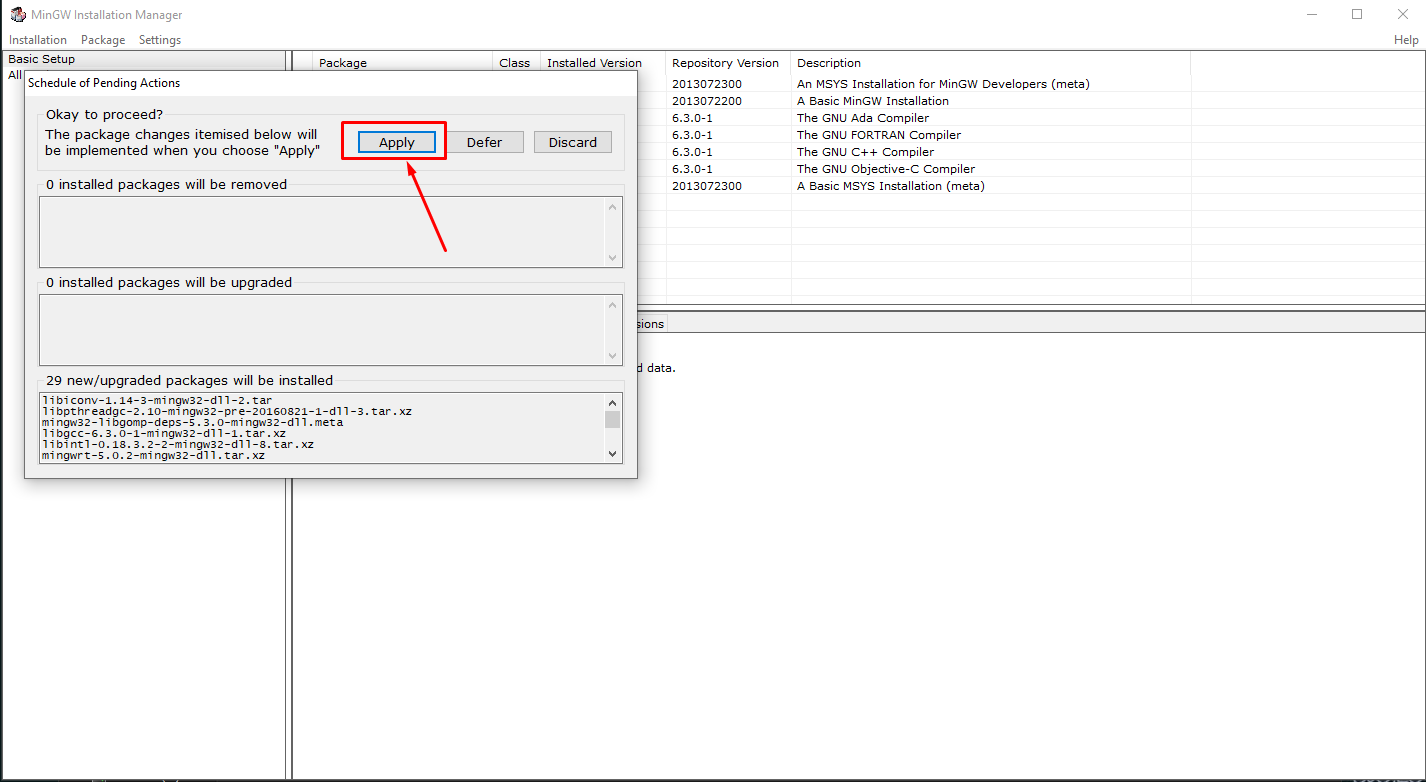 MinGW Installation Manager
Installation Package Settings Help
Basic Setup
All
Package Class Installed Version Repository Version Description
2013072300 An MSYS Installation for MinGW Developers (meta)
2013072200 A Basic MinGW Installation
6.3.0-1 The GNU Ada Compiler
6.3.0-1 The GNU FORTRAN Compiler
6.3.0-1 The GNU C++ Compiler
6.3.0-1 The GNU Objective-C Compiler
2013072300 A Basic MSYS Installation (meta)
sions
d data.
Schedule of Pending Actions
Okay to proceed?
The package changes itemised below will
be implemented when you choose "Apply"
Apply Defer Discard
0 installed packages will be removed
0 installed packages will be upgraded
29 new/upgraded packages will be installed
libiconv-1.14-3-mingw32-dll-2.tar
libpthreadgc-2.10-mingw32-pre-20160821-1-dll-3.tar.xz
mingw32-libgomp-deps-5.3.0-mingw32-dll.meta
libgcc-6.3.0-1-mingw32-dll-1.tar.xz
libintl-0.18.3.2-2-mingw32-dll-8.tar.xz
mingwrt-5.0.2-mingw32-dll.tar.xz